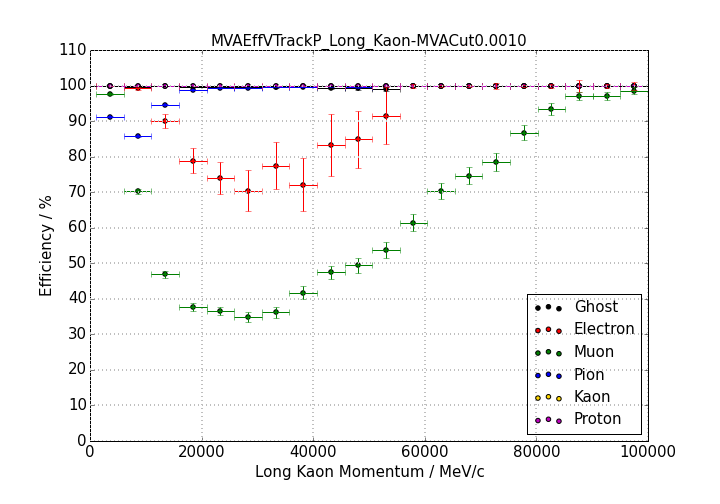 MVAEffVTrackP_Long_Kaon-MVACut0.0010
110
100
90
80
70
60
50
40
30
20
10
0
Efficiency / %
0 20000 40000 60000 80000 100000
Long Kaon Momentum / MeV/c
Ghost
Electron
Muon
Pion
Kaon
Proton